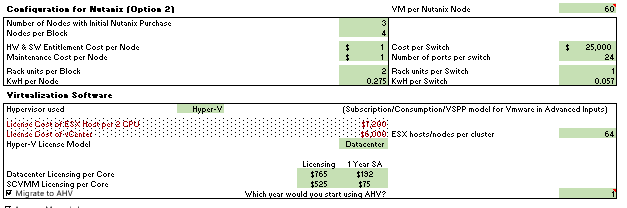 Configuration for Nutanix (Option 2) VM per Nutanix Node 60
Number of Nodes with Initial Nutanix Purchase 3
Nodes per Block 4
HW & SW Entitlement Cost per Node $ 1 Cost per Switch $ 25,000
Maintenance Cost per Node $ 1 Number of ports per switch 24
Rack units per Block 2 Rack units per Switch 1
KwH per Node 0.275 KwH per Switch 0.057
Virtualization Software
Hypervisor used Hyper-V (Subscription/Consumption/VSPP model for Vmware in Advanced Inputs)
License Cost of ESX Host per 2 CPU $7,200
License Cost of vCenter $6,000 ESX hosts/nodes per cluster 64
Hyper-V License Model Datacenter
Licensing 1 Year SA
Datacenter Licensing per Core $765 $192
SCVMM Licensing per Core $525 $75
Migrate to AHV Which year would you start using AHV? 1